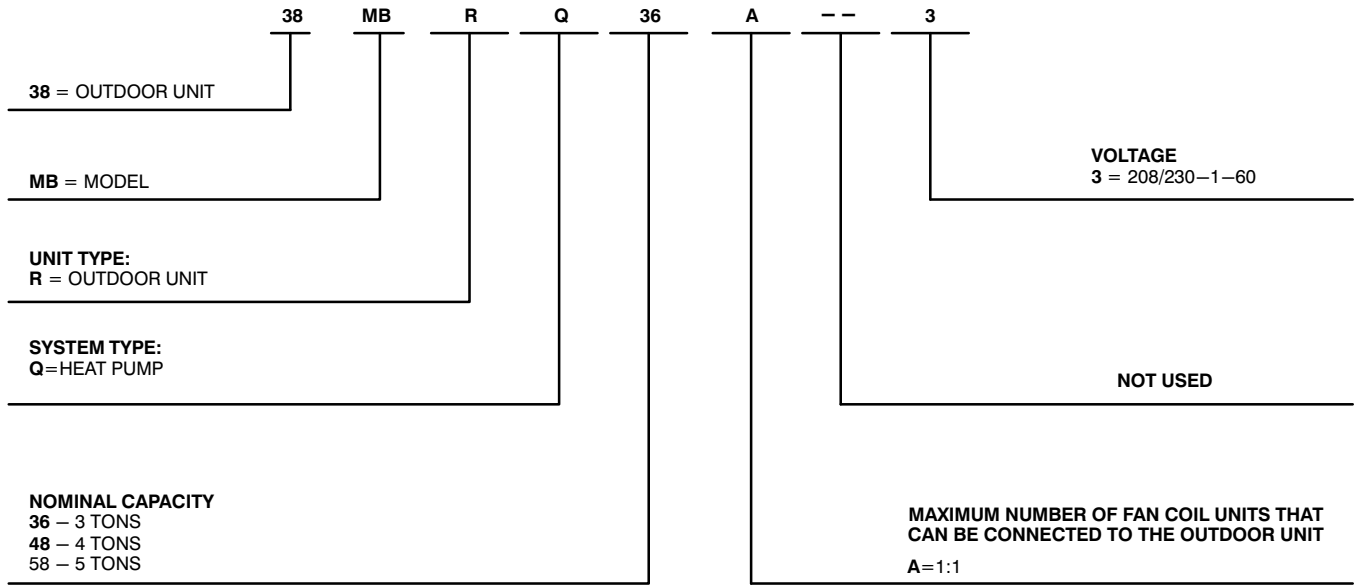 38 MB R Q 36 A – – 3
38 = OUTDOOR UNIT
MB = MODEL
UNIT TYPE:
R = OUTDOOR UNIT
SYSTEM TYPE:
Q=HEAT PUMP
NOMINAL CAPACITY
36 – 3 TONS
48 – 4 TONS
58 – 5 TONS
VOLTAGE
3 = 208/230–1–60
NOT USED
MAXIMUM NUMBER OF FAN COIL UNITS THAT
CAN BE CONNECTED TO THE OUTDOOR UNIT
A=1:1